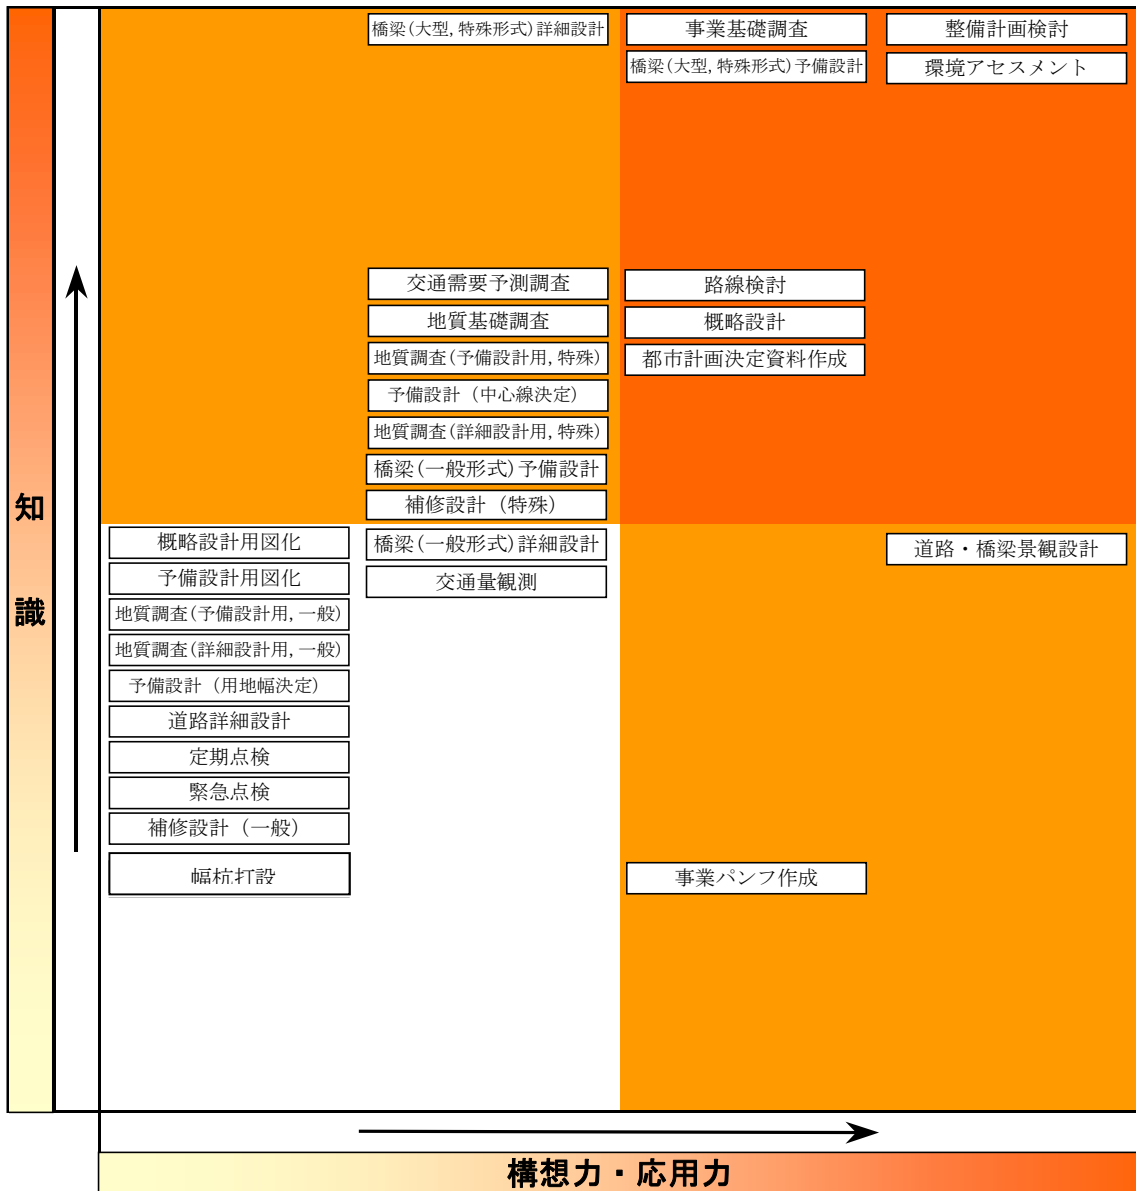 橋梁(大型,特殊形式)詳細設計
事業基礎調査
整備計画検討
橋梁(大型,特殊形式)予備設計
環境アセスメント
交通需要予測調査
路線検討
地質基礎調査
概略設計
地質調査(予備設計用,特殊)
都市計画決定資料作成
予備設計(中心線決定)
地質調査(詳細設計用,特殊)
橋梁(一般形式)予備設計
補修設計(特殊)
知識
概略設計用図化
橋梁(一般形式)詳細設計
道路・橋梁景観設計
予備設計用図化
交通量観測
地質調査(予備設計用,一般)
地質調査(詳細設計用,一般)
予備設計(用地幅決定)
道路詳細設計
定期点検
緊急点検
補修設計(一般)
幅杭打設
事業パンフ作成
構想力・応用力